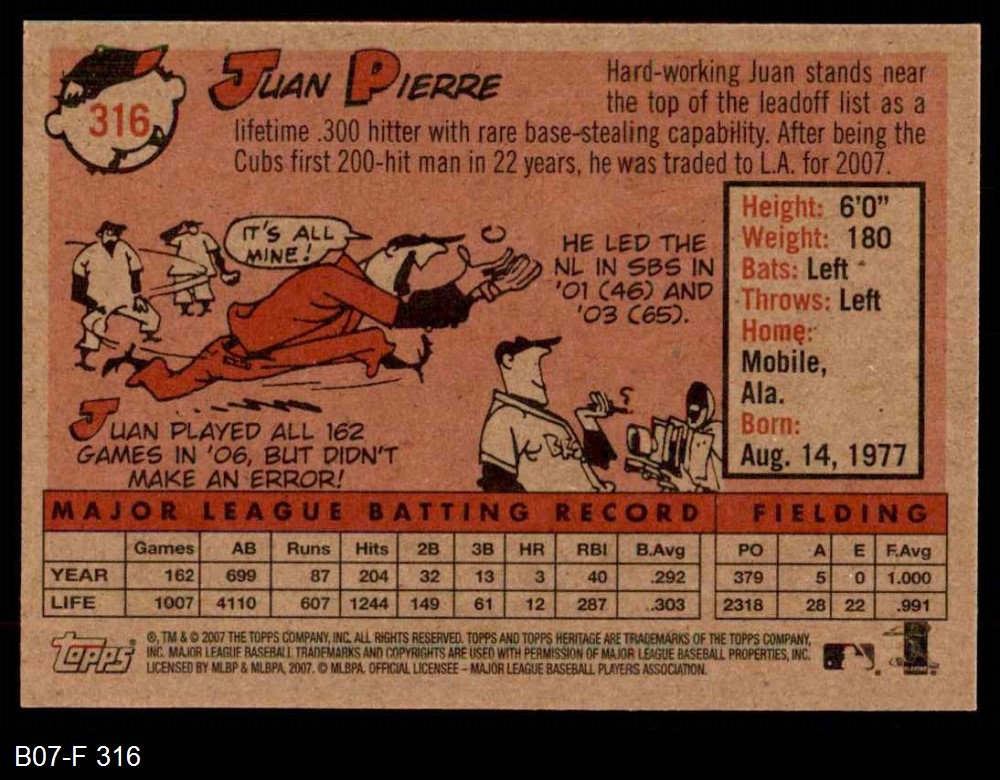 316
JUAN PIERRE
Hard-working Juan stands near
the top of the leadoff list as a
lifetime .300 hitter with rare base-stealing capability. After being the
Cubs first 200-hit man in 22 years, he was traded to L.A. for 2007.
IT'S ALL
MINE!
HE LED THE
NL IN SBS IN
'01 (46) AND
'03 (65).
Height: 6'0"
Weight: 180
Bats: Left
Throws: Left
Home:
Mobile,
Ala.
Born:
Aug. 14, 1977
JUAN PLAYED ALL 162
GAMES IN '06, BUT DIDN'T
MAKE AN ERROR!
MAJOR LEAGUE BATTING RECORD FIELDING
Games AB Runs Hits 2B 3B HR RBI B.Avg PO A E F.Avg
YEAR 162 699 87 204 32 13 3 40 .292 379 5 0 1.000
LIFE 1007 4110 607 1244 149 61 12 287 .303 2318 28 22 .991
Topps
®, TM & © 2007 THE TOPPS COMPANY, INC. ALL RIGHTS RESERVED. TOPPS AND TOPPS HERITAGE ARE TRADEMARKS OF THE TOPPS COMPANY,
INC. MAJOR LEAGUE BASEBALL TRADEMARKS AND COPYRIGHTS ARE USED WITH PERMISSION OF MAJOR LEAGUE BASEBALL PROPERTIES, INC.
LICENSED BY MLBP & MLBPA, 2007. © MLBPA. OFFICIAL LICENSEE – MAJOR LEAGUE BASEBALL PLAYERS ASSOCIATION.
B07-F 316